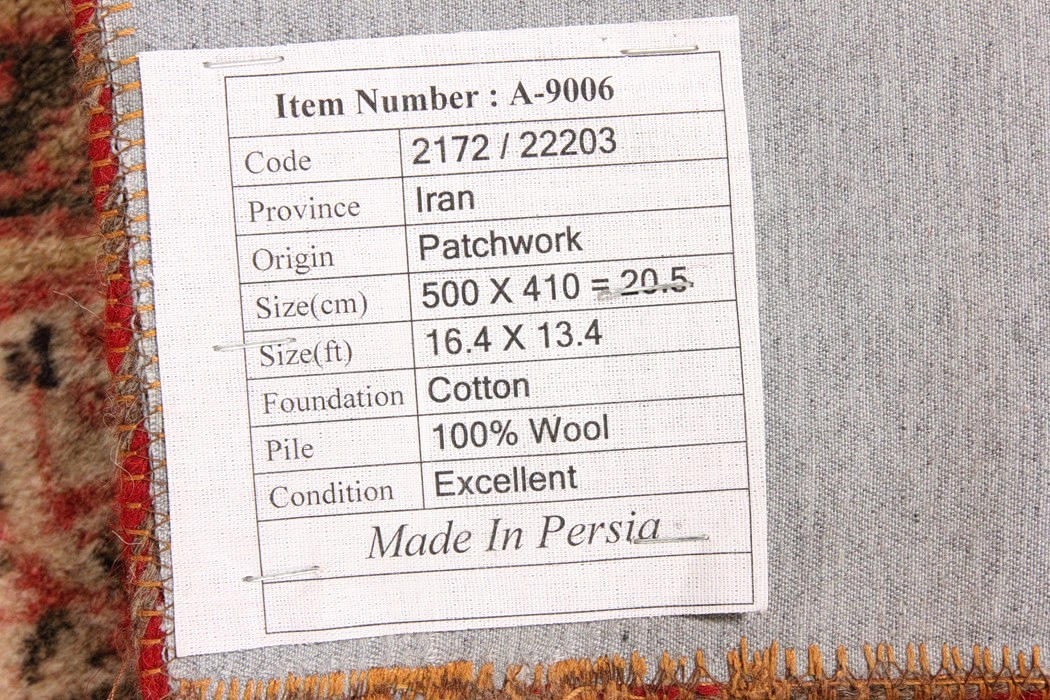 Item Number : A-9006
Code 2172 / 22203
Province Iran
Origin Patchwork
Size(cm) 500 X 410 = 20.5
Size(ft) 16.4 X 13.4
Foundation Cotton
Pile 100% Wool
Condition Excellent
Made In Persia